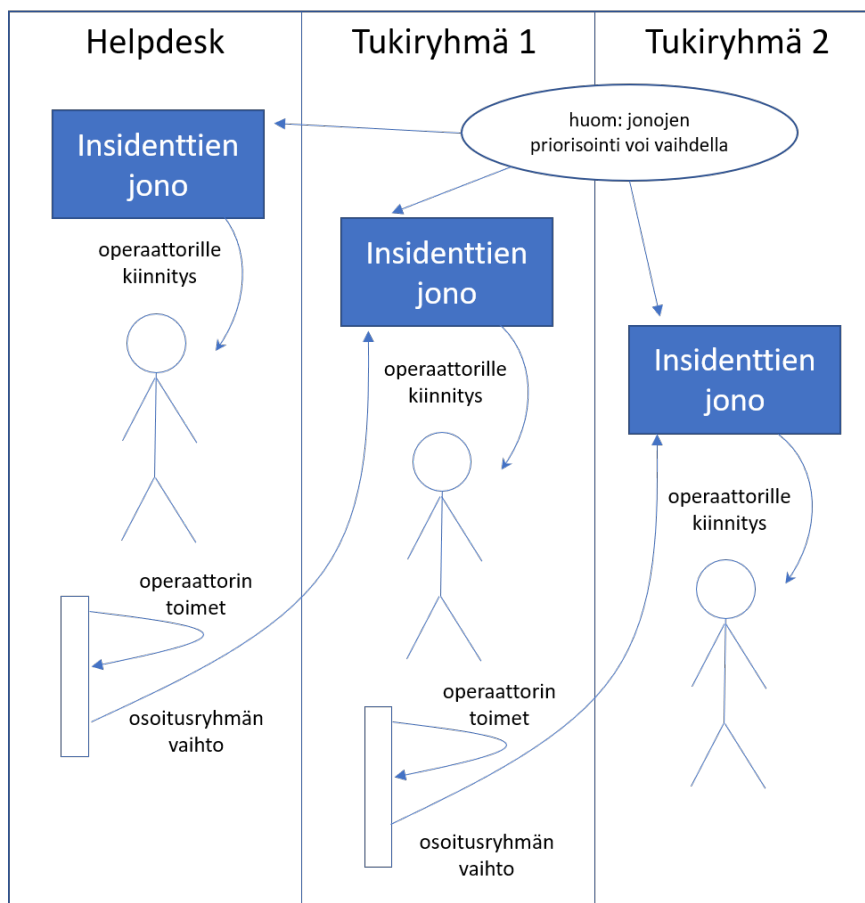 Helpdesk
Tukiryhmä 1
Tukiryhmä 2
huom: jonojen
priorisointi voi vaihdella
Insidenttien
jono
operaattorille
kiinnitys
operaattorin
toimet
osoitusryhmän
vaihto
Insidenttien
jono
operaattorille
kiinnitys
operaattorin
toimet
osoitusryhmän
vaihto
Insidenttien
jono
operaattorille
kiinnitys